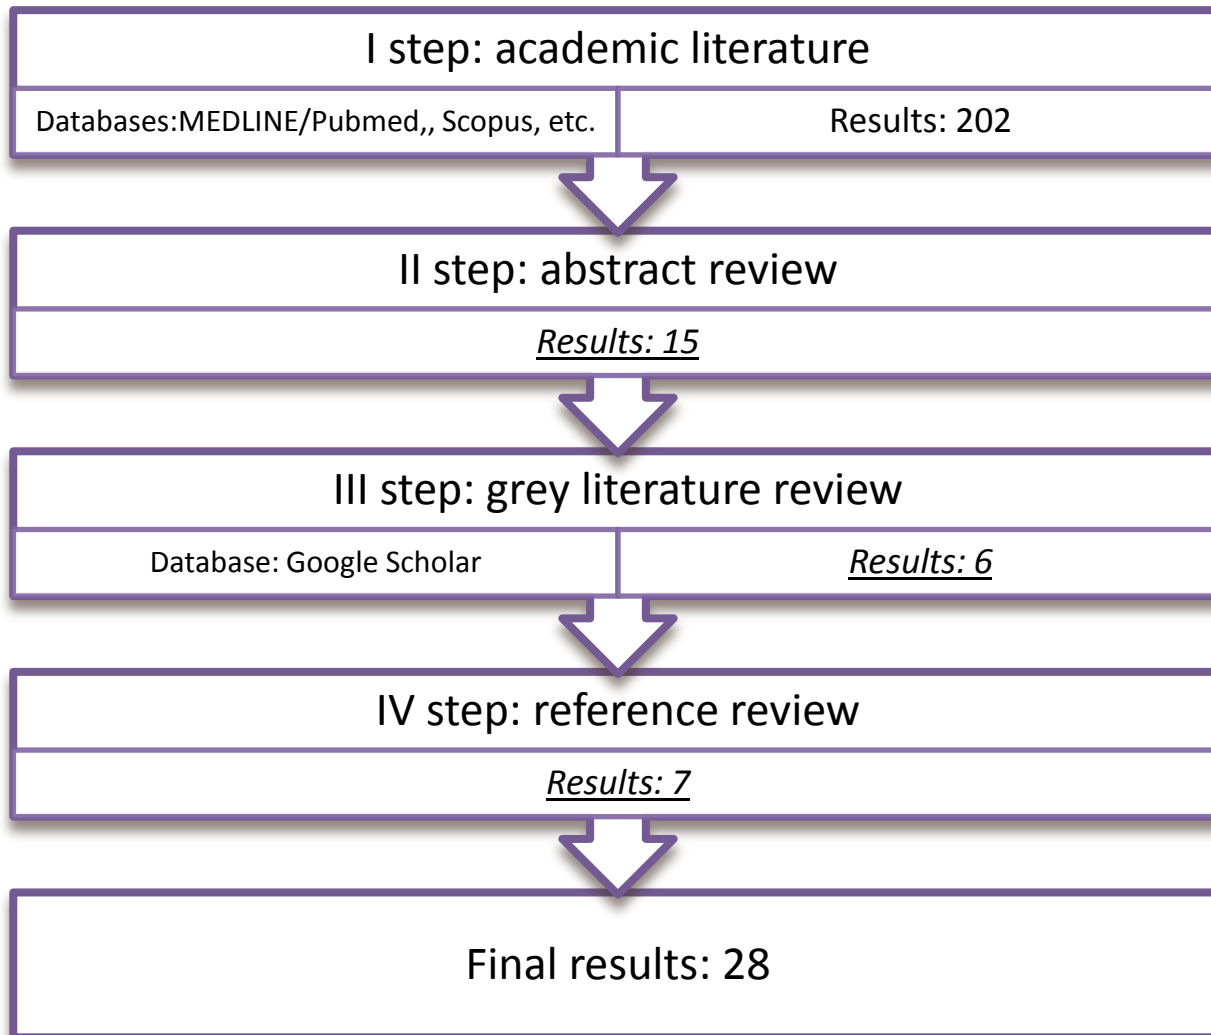 I step: academic literature
Databases:MEDLINE/Pubmed,, Scopus, etc.
Results: 202
II step: abstract review
Results: 15
III step: grey literature review
Database: Google Scholar
Results: 6
IV step: reference review
Results: 7
Final results: 28